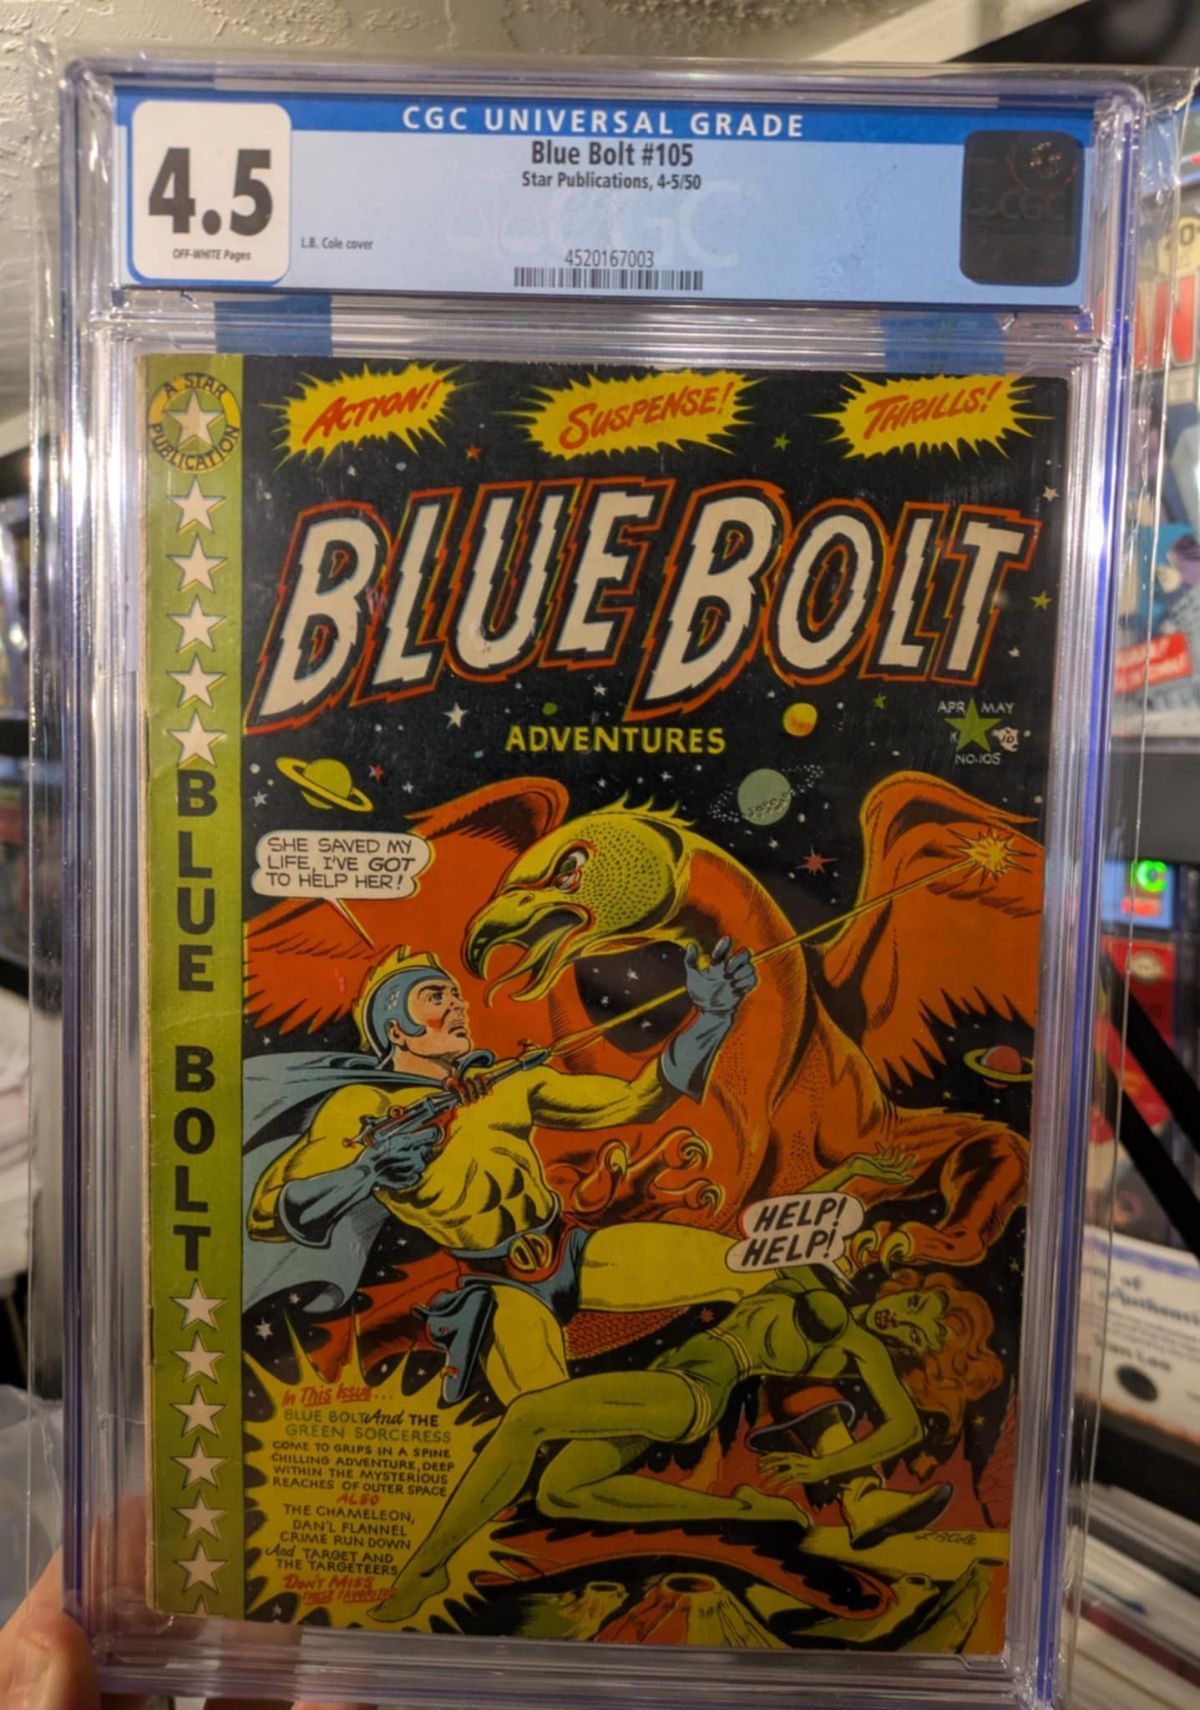 CGC UNIVERSAL GRADE
4.5
OFF-WHITE Pages
Blue Bolt #105
Star Publications, 4-5/50
L.B. Cole cover
4520167003
CGC
A STAR PUBLICATION
ACTION!
SUSPENSE!
THRILLS!
BLUE BOLT
ADVENTURES
APR MAY
NO.105
BLUE BOLT
SHE SAVED MY
LIFE, I'VE GOT
TO HELP HER!
HELP!
HELP!
In This Issue...
BLUE BOLT And THE
GREEN SORCERESS
COME TO GRIPS IN A SPINE
CHILLING ADVENTURE, DEEP
WITHIN THE MYSTERIOUS
REACHES OF OUTER SPACE
ALSO
THE CHAMELEON,
DAN'L FLANNEL
CRIME RUN DOWN
And TARGET AND
THE TARGETEERS
Don't Miss
L.B. Cole